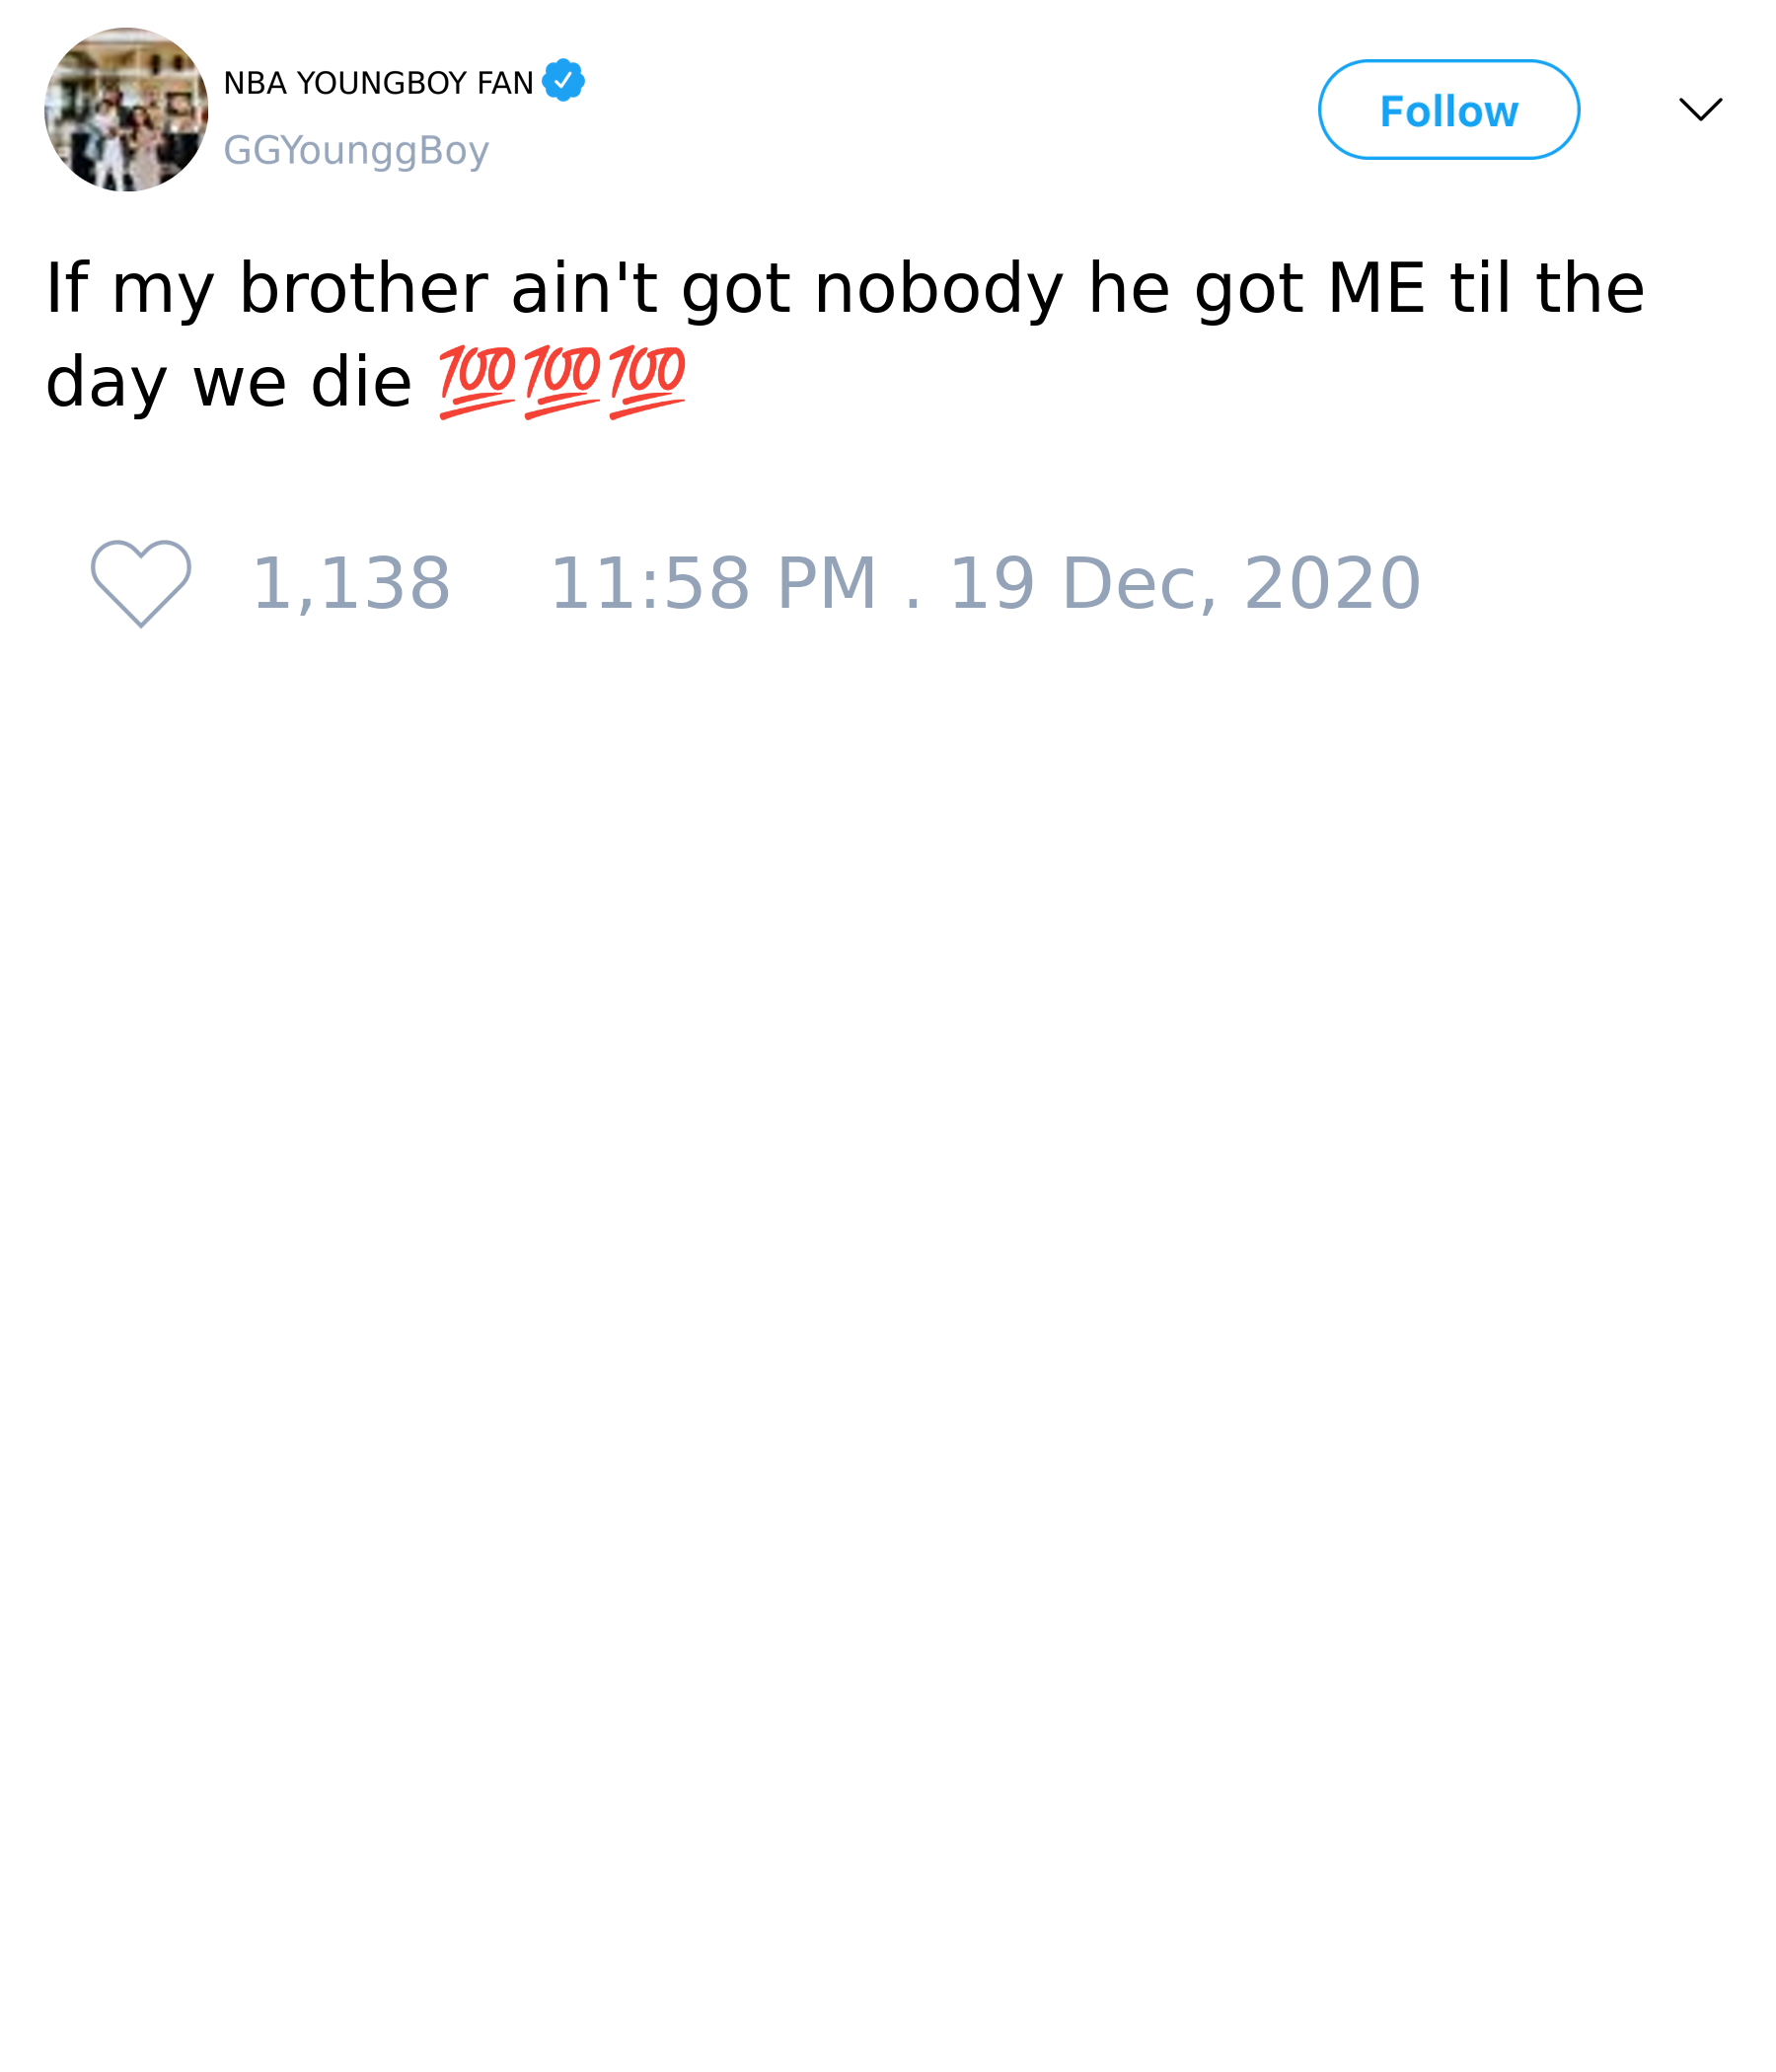 NBA YOUNGBOY FAN
GGYounggBoy
Follow
If my brother ain't got nobody he got ME til the
day we die 💯💯💯
1,138 11:58 PM . 19 Dec, 2020